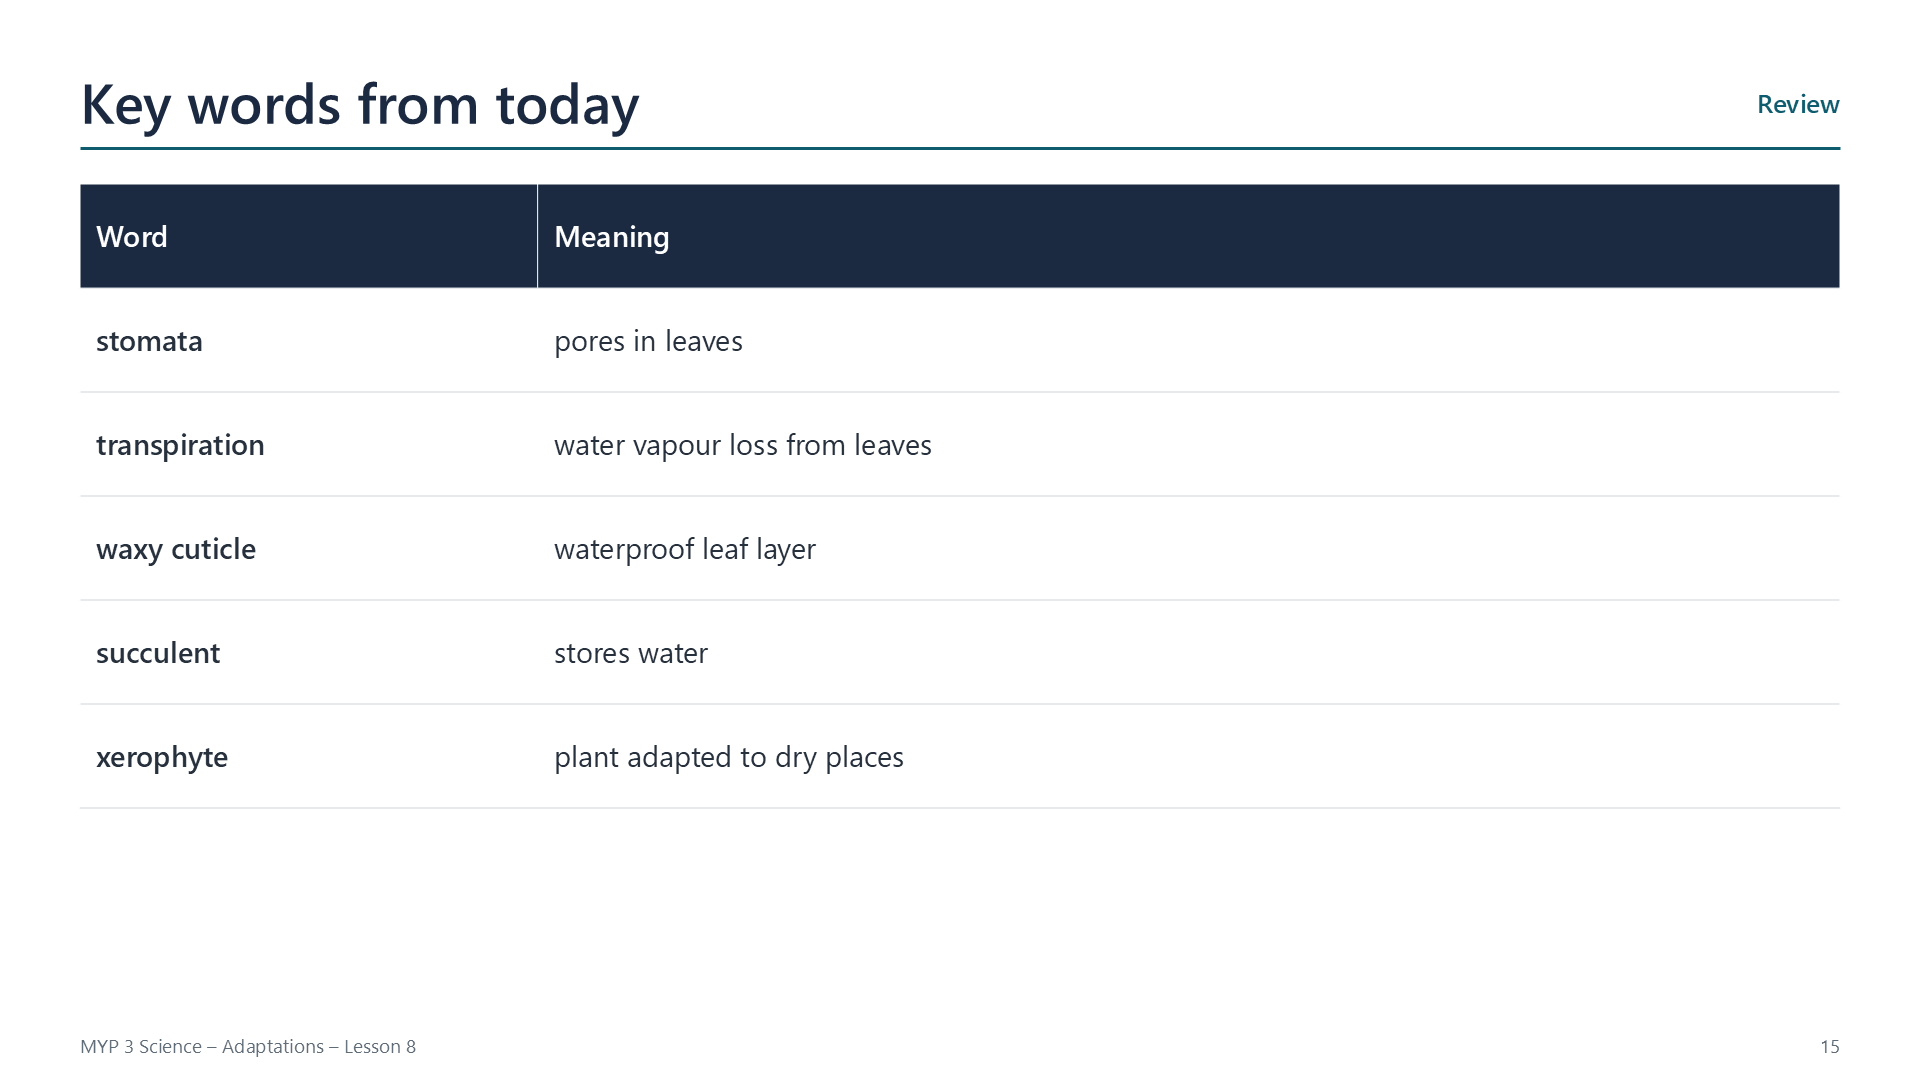 Key words from today
Review
Word Meaning
stomata pores in leaves
transpiration water vapour loss from leaves
waxy cuticle waterproof leaf layer
succulent stores water
xerophyte plant adapted to dry places
MYP 3 Science – Adaptations – Lesson 8
15